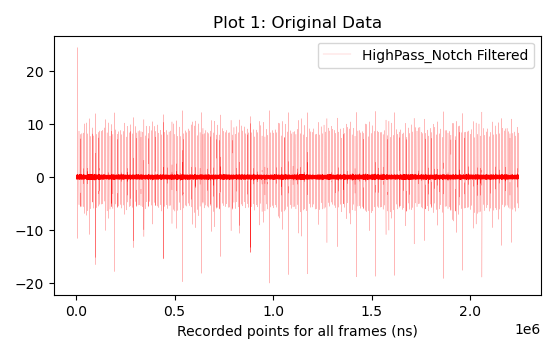 Plot 1: Original Data
HighPass_Notch Filtered
20
10
0
−10
−20
0.0 0.5 1.0 1.5 2.0
1e6
Recorded points for all frames (ns)